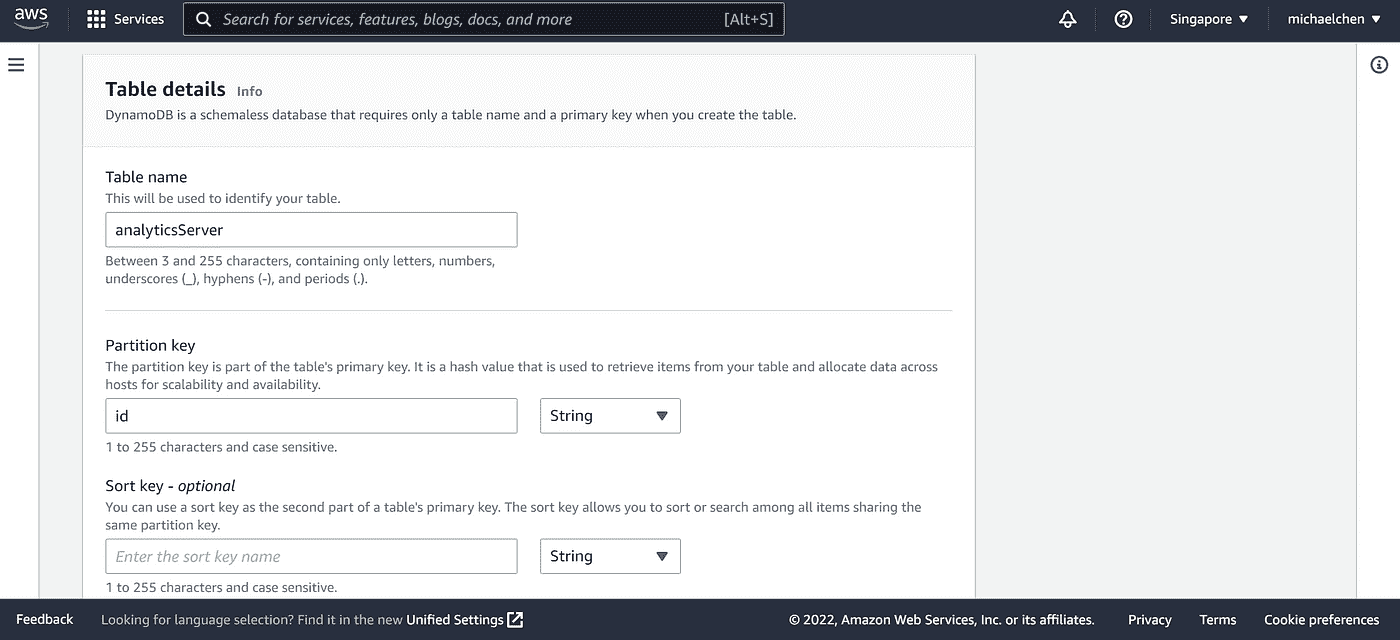 aws
Services
Search for services, features, blogs, docs, and more
[Alt+S]
Singapore
michaelchen
Table details Info
DynamoDB is a schemaless database that requires only a table name and a primary key when you create the table.
Table name
This will be used to identify your table.
analyticsServer
Between 3 and 255 characters, containing only letters, numbers,
underscores (_), hyphens (-), and periods (.).
Partition key
The partition key is part of the table's primary key. It is a hash value that is used to retrieve items from your table and allocate data across
hosts for scalability and availability.
id
String
1 to 255 characters and case sensitive.
Sort key - optional
You can use a sort key as the second part of a table's primary key. The sort key allows you to sort or search among all items sharing the
same partition key.
Enter the sort key name
String
1 to 255 characters and case sensitive.
Feedback
Looking for language selection? Find it in the new Unified Settings
© 2022, Amazon Web Services, Inc. or its affiliates.
Privacy
Terms
Cookie preferences